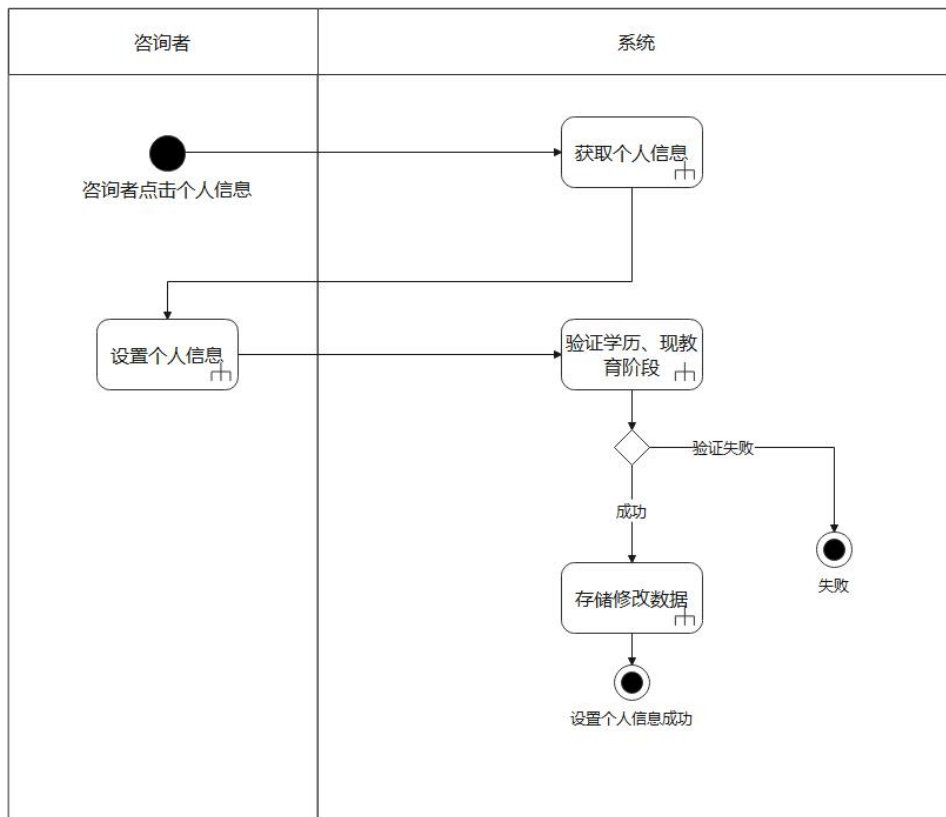 咨询者
系统
获取个人信息
咨询者点击个人信息
设置个人信息
验证学历、现教
育阶段
验证失败
成功
失败
存储修改数据
设置个人信息成功